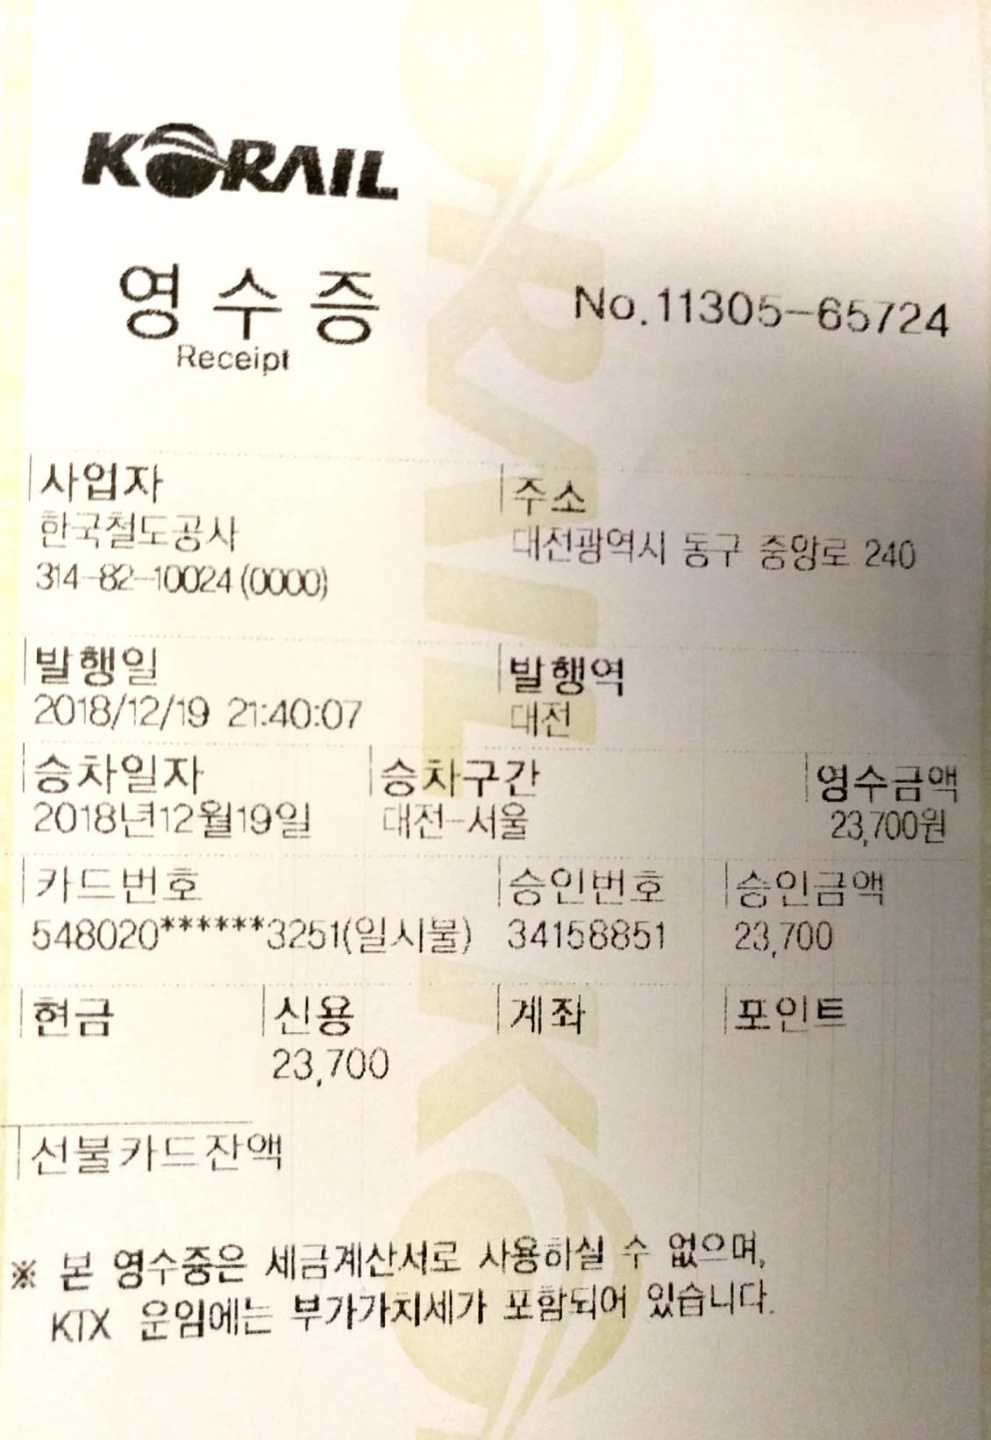 KORAIL
영수증
Receipt
No.11305-65724
사업자
한국철도공사
314-82-10024(0000)
주소
대전광역시 동구 중앙로 240
발행일
2018/12/19 21:40:07
발행역
대전
승차일자
2018년12월19일
승차구간
대전-서울
영수금액
23,700원
카드번호
548020******3251(일시불)
승인번호
34158851
승인금액
23,700
현금
신용
23,700
계좌
포인트
선불카드잔액
※ 본 영수증은 세금계산서로 사용하실 수 없으며,
KTX 운임에는 부가가치세가 포함되어 있습니다.